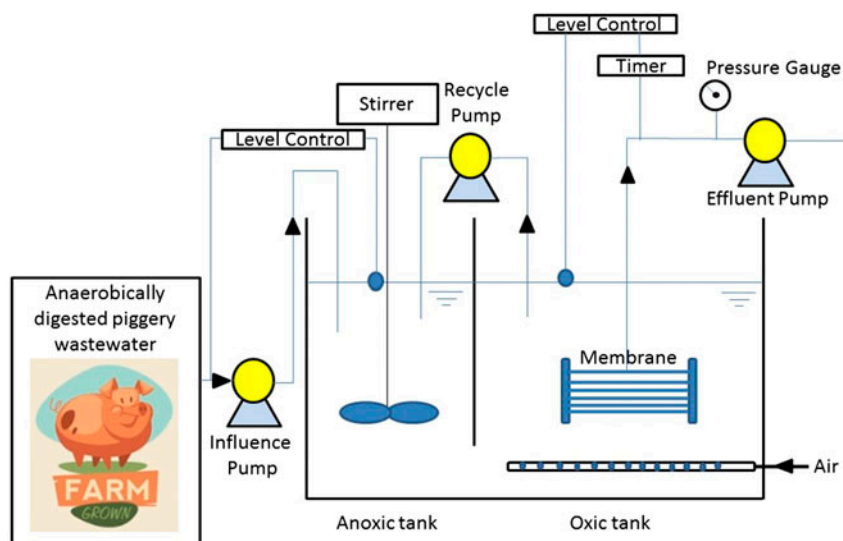 Level Control
Timer
Pressure Gauge
Stirrer
Recycle
Pump
Level Control
Effluent Pump
Anaerobically
digested piggery
wastewater
FARM
GROWN
Influence
Pump
Membrane
Air
Anoxic tank
Oxic tank